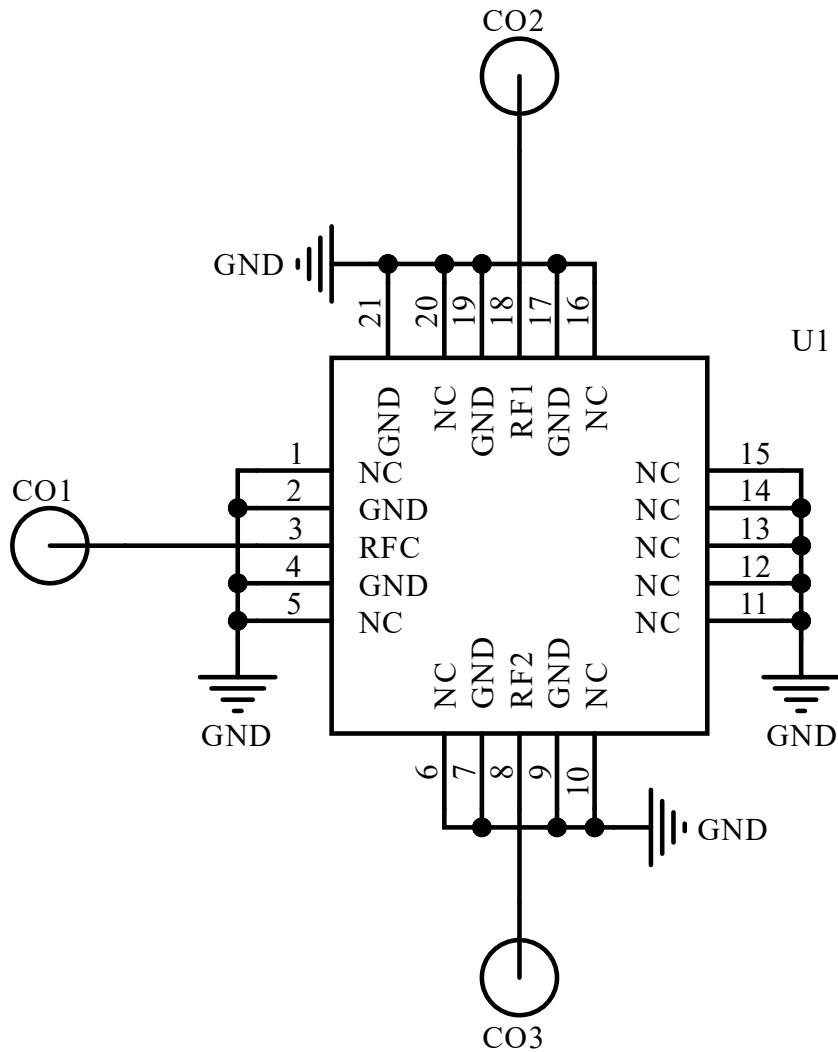 CO2
GND
21 20 19 18 17 16
U1
GND NC GND RF1 GND NC
1 NC NC 15
CO1
2 GND NC 14
3 RFC NC 13
4 GND NC 12
5 NC NC 11
NC GND RF2 GND NC
GND
GND
6 7 8 9 10
GND
CO3